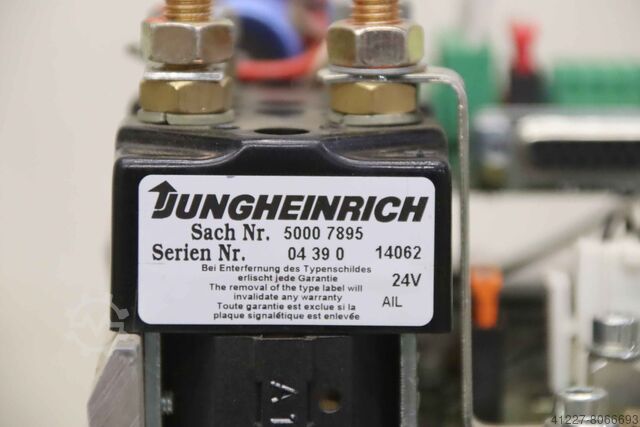 JUNGHEINRICH
Sach Nr. 5000 7895
Serien Nr. 04 39 0 14062
Bei Enterfernung des Typenschildes
erlischt jede Garantie
The removal of the type label will
invalidate any warranty
Toute garantie est exclue si la
plaque signalétique est enlevée
24V
AIL
41227-8066693